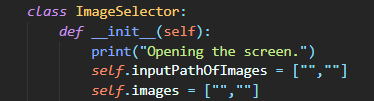 class ImageSelector:
    def __init__(self):
        print("Opening the screen.")
        self.inputPathOfImages = ["",""]
        self.images = ["",""]